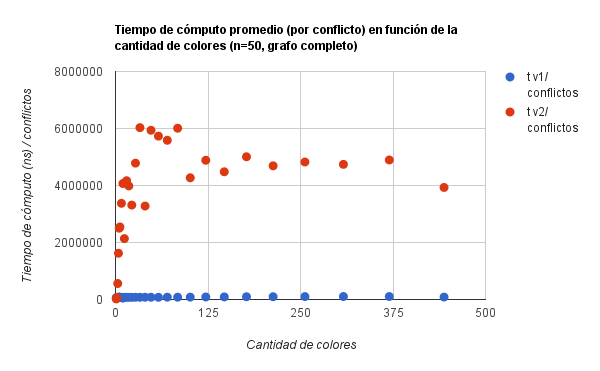 Tiempo de cómputo promedio (por conflicto) en función de la
cantidad de colores (n=50, grafo completo)
8000000
6000000
4000000
2000000
0
0
125
250
375
500
Tiempo de cómputo (ns) / conflictos
Cantidad de colores
t v1/
conflictos
t v2/
conflictos